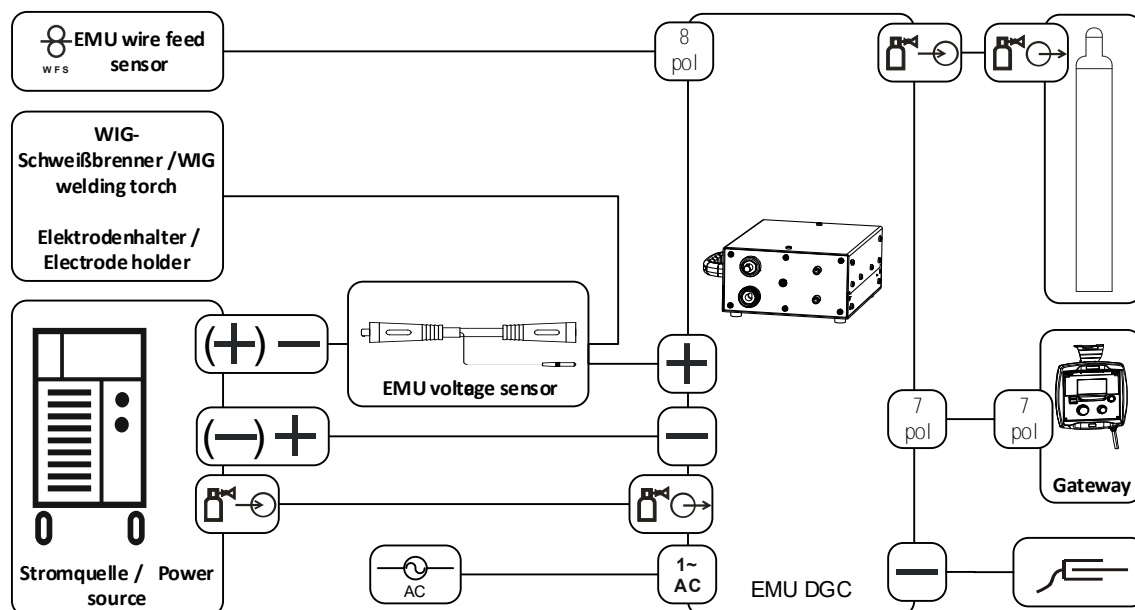 EMU wire feed
sensor
WFS
8
pol
WIG-
Schweißbrenner /WIG
welding torch
Elektrodenhalter /
Electrode holder
(+) −
EMU voltage sensor
+
(−) +
−
7
pol
7
pol
Gateway
Stromquelle / Power
source
AC
1~
AC
EMU DGC
−